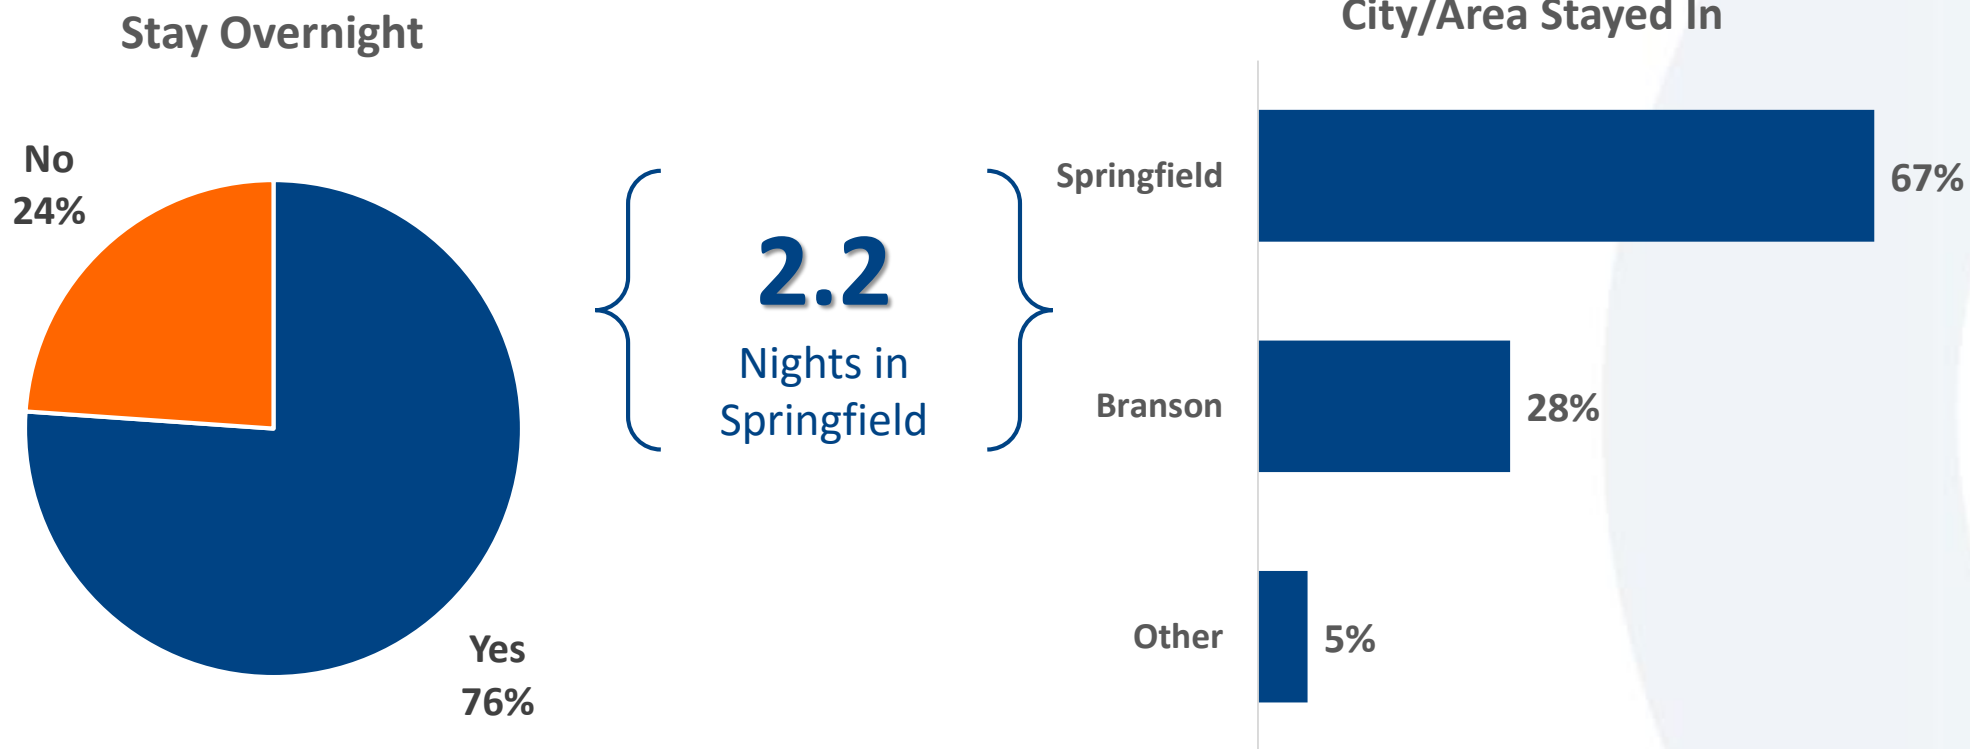 Stay Overnight
No
24%
Yes
76%
2.2
Nights in
Springfield
City/Area Stayed In
Springfield
67%
Branson
28%
Other
5%